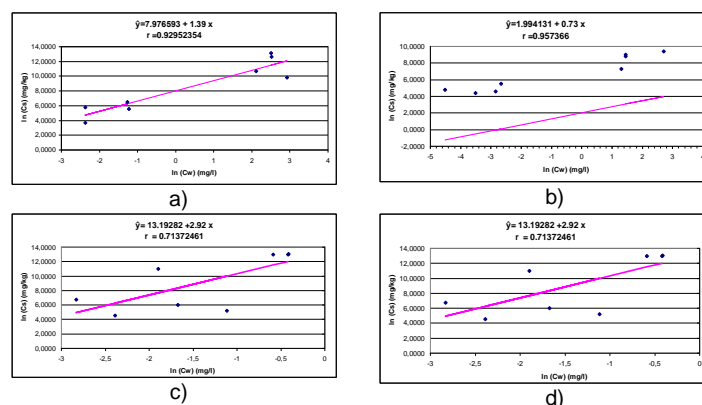 ŷ=7.976593 + 1.39 x
r =0.92952354
ln (Cs) (mg/kg)
14,0000
12,0000
10,0000
8,0000
6,0000
4,0000
2,0000
0,0000
-3 -2 -1 0 1 2 3 4
ln (Cw) (mg/l)
a)
ŷ=1.994131 + 0.73 x
r =0.957366
ln (Cs) (mg/kg)
10,0000
8,0000
6,0000
4,0000
2,0000
0,0000
-2,0000
-5 -4 -3 -2 -1 0 1 2 3 4
ln (Cw) (mg/l)
b)
ŷ= 13.19282 +2.92 x
r = 0.71372461
ln (Cs) (mg/kg)
14,0000
12,0000
10,0000
8,0000
6,0000
4,0000
2,0000
0,0000
-3 -2,5 -2 -1,5 -1 -0,5 0
ln (Cw) (mg/l)
c)
ŷ= 13.19282 +2.92 x
r = 0.71372461
ln (Cs) (mg/kg)
14,0000
12,0000
10,0000
8,0000
6,0000
4,0000
2,0000
0,0000
-3 -2,5 -2 -1,5 -1 -0,5 0
ln (Cw) (mg/l)
d)